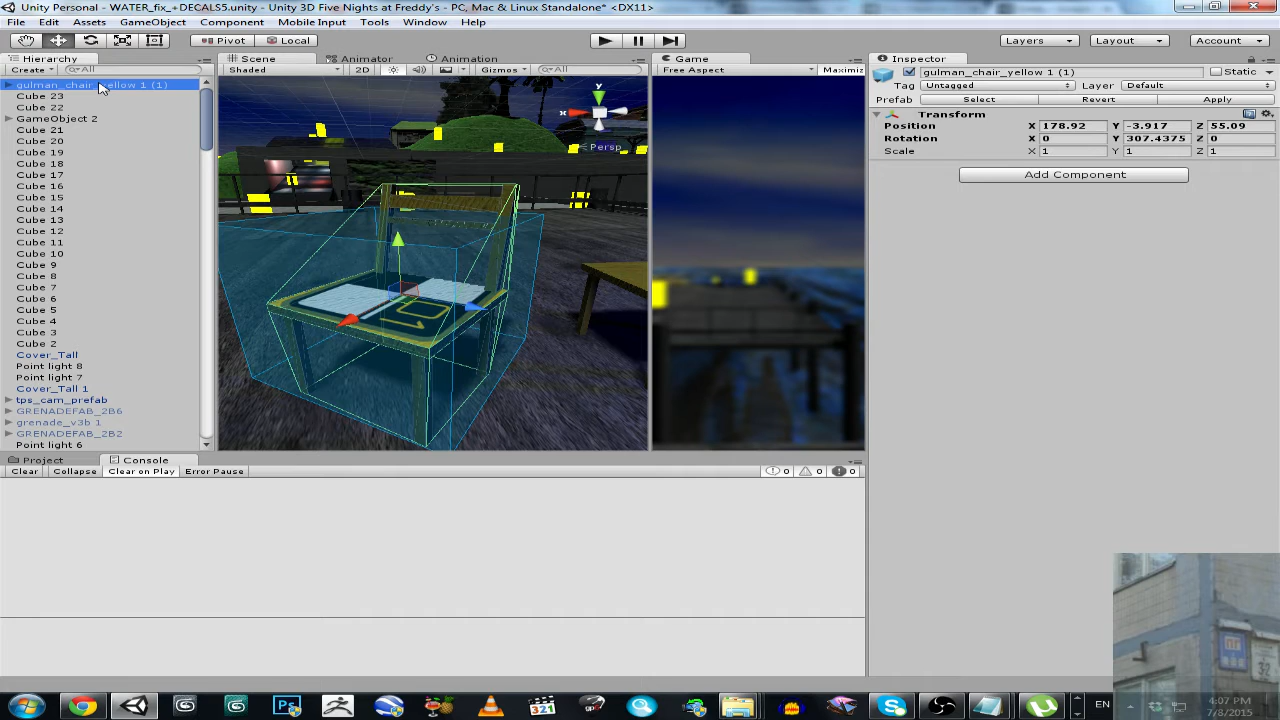 Unity Personal - WATER_fix_+DECALS5.unity - Unity 3D Five Nights at Freddy's - PC, Mac & Linux Standalone* <DX11>
File Edit Assets GameObject Component Mobile Input Tools Window Help
Pivot Local Layers Layout Account
Hierarchy
Create All
gulman_chair_yellow 1 (1)
Cube 23
Cube 22
GameObject 2
Cube 21
Cube 20
Cube 19
Cube 18
Cube 17
Cube 16
Cube 15
Cube 14
Cube 13
Cube 12
Cube 11
Cube 10
Cube 9
Cube 8
Cube 7
Cube 6
Cube 5
Cube 4
Cube 3
Cube 2
Cover_Tall
Point light 8
Point light 7
Cover_Tall 1
tps_cam_prefab
GRENADEFAB_2B6
grenade_v3b 1
GRENADEFAB_2B2
Point light 6
Scene Animator Animation
Shaded 2D Gizmos All
y
x
Persp
Game
Free Aspect Maximiz
Inspector
gulman_chair_yellow 1 (1) Static
Tag Untagged Layer Default
Prefab Select Revert Apply
Transform
Position X 178.92 Y -3.917 Z 55.09
Rotation X 0 Y 307.4375 Z 0
Scale X 1 Y 1 Z 1
Add Component
Project Console
Clear Collapse Clear on Play Error Pause 0 0 0
32
321
EN
4:07 PM
7/8/2015